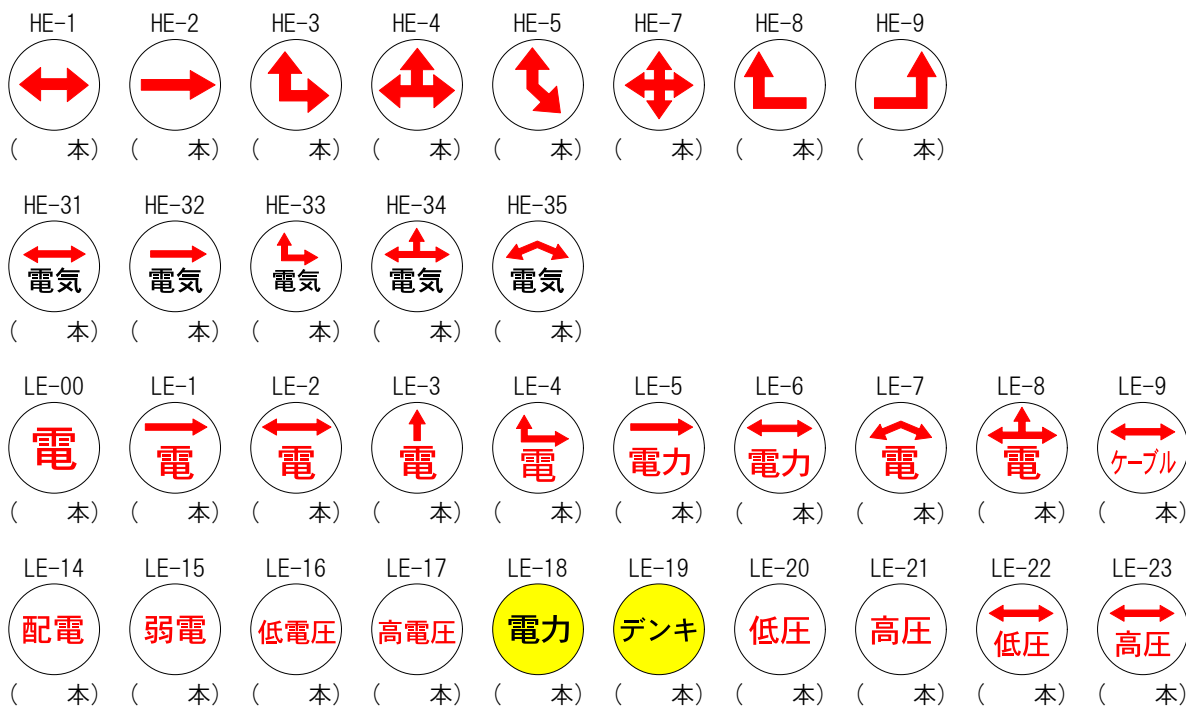 HE-1 HE-2 HE-3 HE-4 HE-5 HE-7 HE-8 HE-9
( 本) ( 本) ( 本) ( 本) ( 本) ( 本) ( 本) ( 本)
HE-31 HE-32 HE-33 HE-34 HE-35
電気 電気 電気 電気 電気
( 本) ( 本) ( 本) ( 本) ( 本)
LE-00 LE-1 LE-2 LE-3 LE-4 LE-5 LE-6 LE-7 LE-8 LE-9
電 電 電 電 電 電力 電力 電 電 ケーブル
( 本) ( 本) ( 本) ( 本) ( 本) ( 本) ( 本) ( 本) ( 本) ( 本)
LE-14 LE-15 LE-16 LE-17 LE-18 LE-19 LE-20 LE-21 LE-22 LE-23
配電 弱電 低電圧 高電圧 電力 デンキ 低圧 高圧 低圧 高圧
( 本) ( 本) ( 本) ( 本) ( 本) ( 本) ( 本) ( 本) ( 本) ( 本)